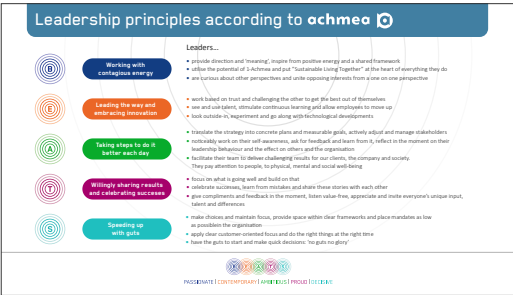 Leadership principles according to achmea
Leaders...
B
Working with
contagious energy
• provide direction and 'meaning', inspire from positive energy and a shared framework
• utilise the potential of 1-Achmea and put "Sustainable Living Together" at the heart of everything they do
• are curious about other perspectives and unite opposing interests from a one on one perspective
E
Leading the way and
embracing innovation
• work based on trust and challenging the other to get the best out of themselves
• see and use talent, stimulate continuous learning and allow employees to move up
• look outside-in, experiment and go along with technological developments
A
Taking steps to do it
better each day
• translate the strategy into concrete plans and measurable goals, actively adjust and manage stakeholders
• noticeably work on their self-awareness, ask for feedback and learn from it, reflect in the moment on their
leadership behaviour and the effect on others and the organisation
• facilitate their team to deliver challenging results for our clients, the company and society.
They pay attention to people, to physical, mental and social well-being
T
Willingly sharing results
and celebrating succeses
• focus on what is going well and build on that
• celebrate successes, learn from mistakes and share these stories with each other
• give compliments and feedback in the moment, listen value-free, appreciate and invite everyone's unique input,
talent and differences
S
Speeding up
with guts
• make choices and maintain focus, provide space within clear frameworks and place mandates as low
as possiblein the organisation
• apply clear customer-oriented focus and do the right things at the right time
• have the guts to start and make quick decisions: 'no guts no glory'
B E A T S
PASSIONATE | CONTEMPORARY | AMBITIOUS | PROUD | DECISIVE